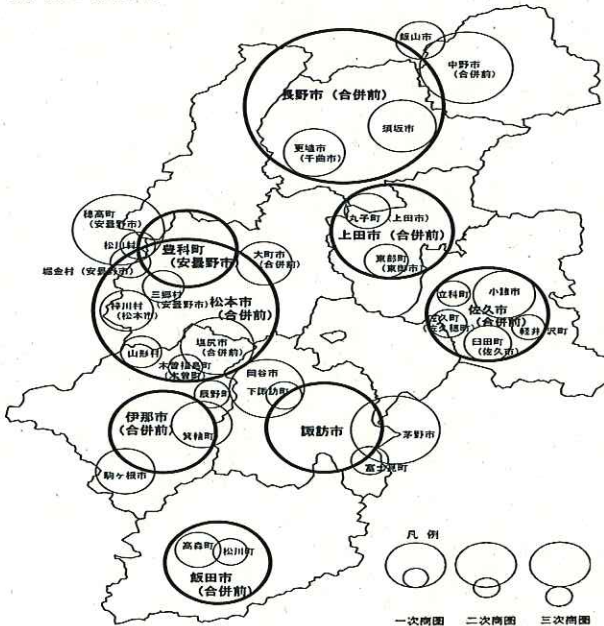 飯山市
中野市
(合併前)
長野市 (合併前)
須坂市
更埴市
(千曲市)
穂高町
(安曇野市)
松川村
豊科町
(安曇野市)
堀金村 (安曇野市)
大町市
(合併前)
丸子町 (上田市)
上田市 (合併前)
東部町
(東御市)
三郷村
(安曇野市)
松本市
(合併前)
梓川村
(松本市)
塩尻市
(合併前)
山形村
木曽福島町
(木曽町)
立科町
小諸市
佐久市
(合併前)
佐久町
(佐久穂町)
軽井沢町
臼田町
(佐久市)
岡谷市
下諏訪町
辰野町
伊那市
(合併前)
箕輪町
諏訪市
茅野市
富士見町
駒ヶ根市
高森町
松川町
飯田市
(合併前)
凡 例
一次商圏 二次商圏 三次商圏